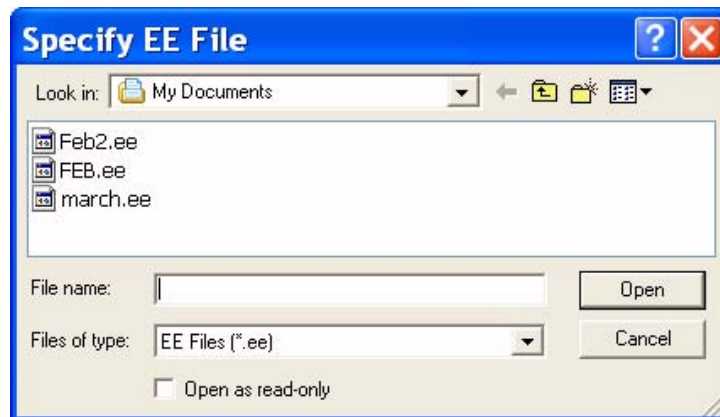 Specify EE File
Look in: My Documents
Feb2.ee
FEB.ee
march.ee
File name: Open
Files of type: EE Files (*.ee) Cancel
Open as read-only